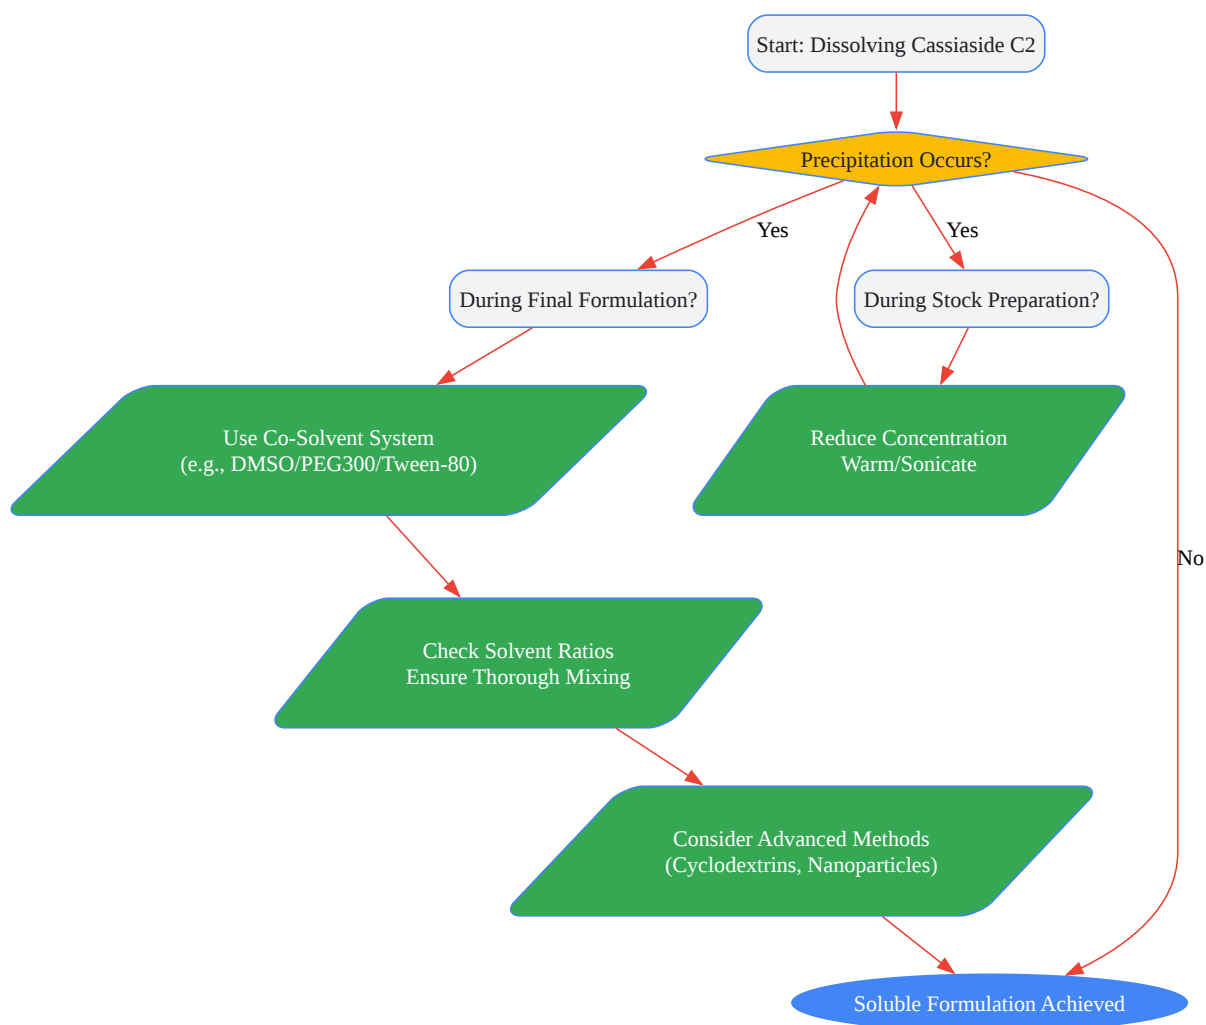 Start: Dissolving Cassiaside C2
Precipitation Occurs?
Yes
Yes
During Final Formulation?
During Stock Preparation?
Use Co-Solvent System
(e.g., DMSO/PEG300/Tween-80)
Reduce Concentration
Warm/Sonicate
No
Check Solvent Ratios
Ensure Thorough Mixing
Consider Advanced Methods
(Cyclodextrins, Nanoparticles)
Soluble Formulation Achieved